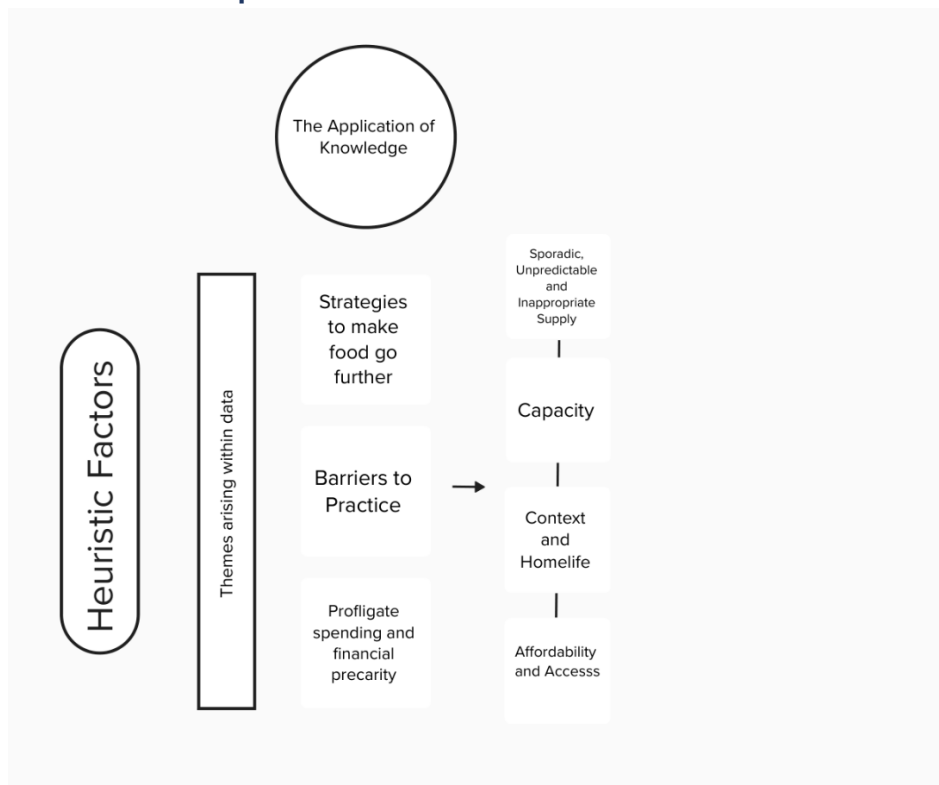 The Application of
Knowledge
Heuristic Factors
Themes arising within data
Strategies
to make
food go
further
Barriers to
Practice
Profligate
spending and
financial
precarity
Sporadic,
Unpredictable
and
Inappropriate
Supply
Capacity
Context
and
Homelife
Affordability
and Accesss